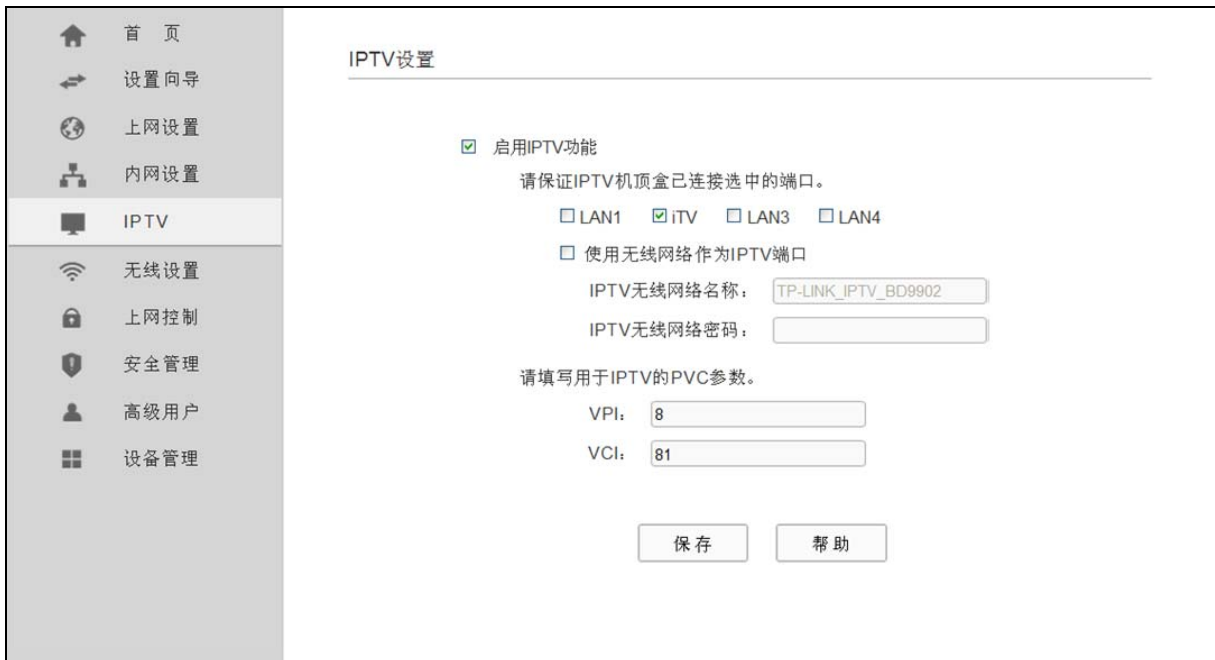 首 页
设置向导
上网设置
内网设置
IPTV
无线设置
上网控制
安全管理
高级用户
设备管理
IPTV设置
启用IPTV功能
请保证IPTV机顶盒已连接选中的端口。
LAN1 iTV LAN3 LAN4
使用无线网络作为IPTV端口
IPTV无线网络名称： TP-LINK_IPTV_BD9902
IPTV无线网络密码：
请填写用于IPTV的PVC参数。
VPI： 8
VCI： 81
保存 帮助